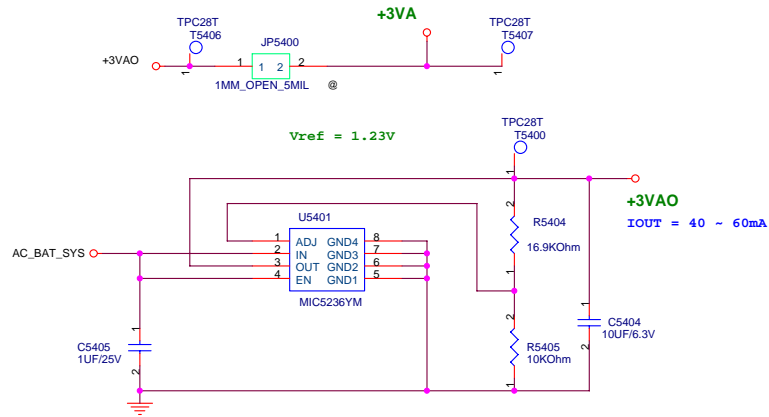 TPC28T
T5406
+3VA
TPC28T
T5407
JP5400
+3VAO
1
1
1 2
2
1
1MM_OPEN_5MIL @
1
Vref = 1.23V
TPC28T
T5400
1
+3VAO
IOUT = 40 ~ 60mA
U5401
2
R5404
16.9KOhm
1
AC_BAT_SYS
1 ADJ GND4 8
2 IN GND3 7
3 OUT GND2 6
4 EN GND1 5
MIC5236YM
1
C5405
1UF/25V
2
2
R5405
10KOhm
1
1
C5404
10UF/6.3V
2